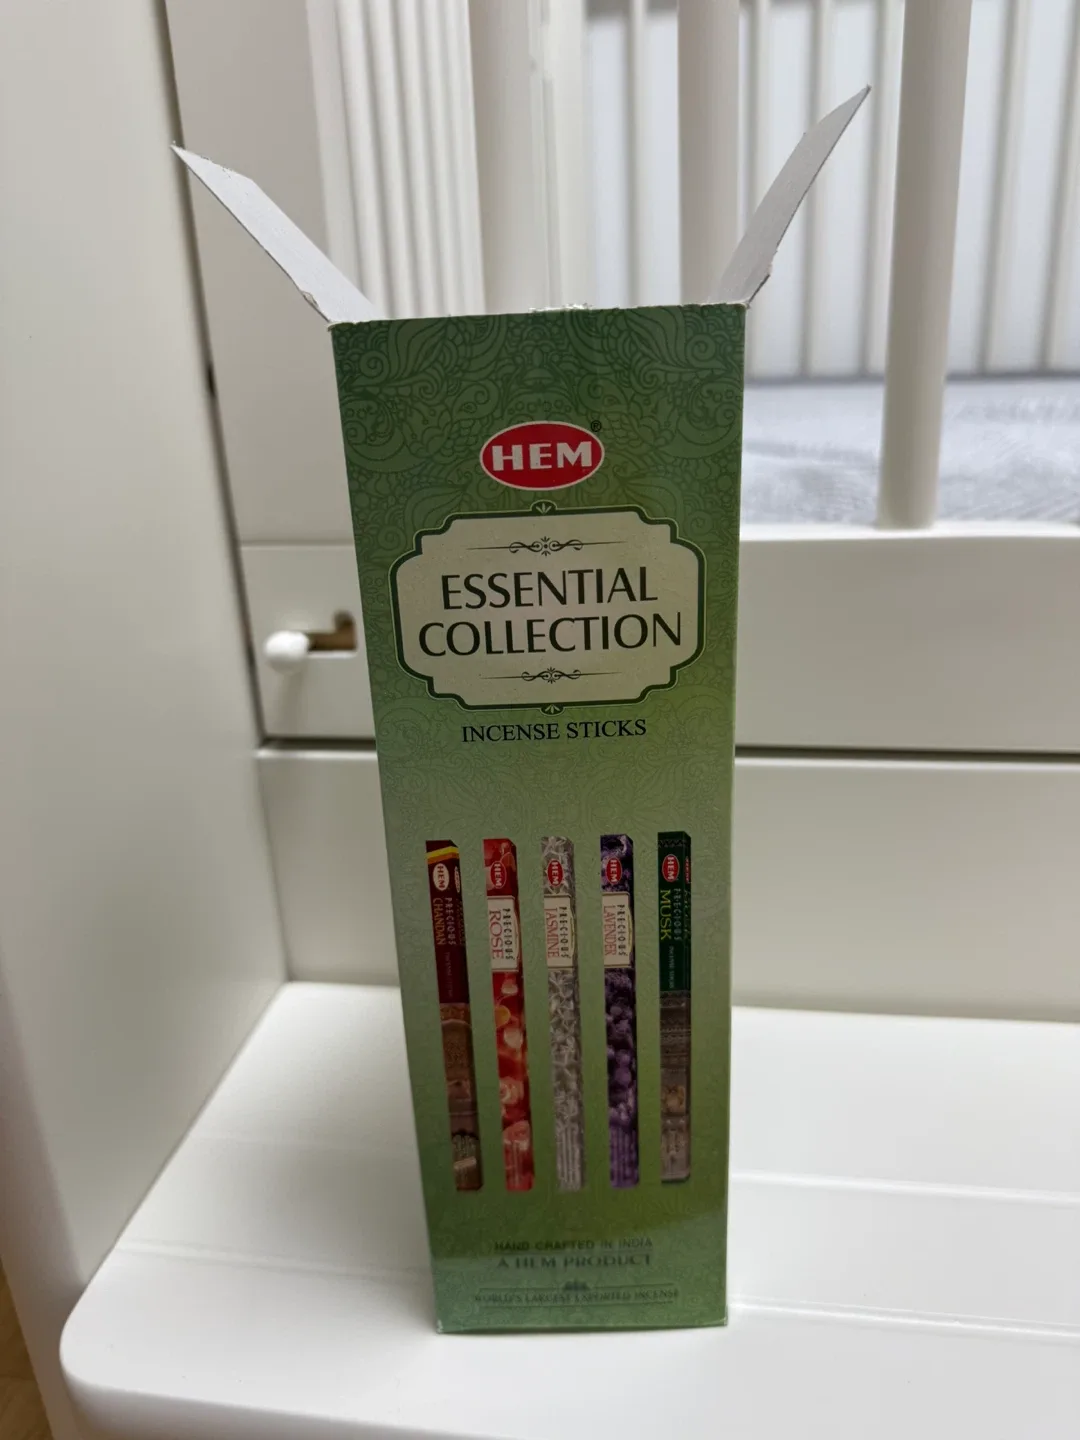 HEM®
ESSENTIAL
COLLECTION
INCENSE STICKS
HEM
PRECIOUS
CHANDAN
HEM
PRECIOUS
ROSE
HEM
PRECIOUS
JASMINE
HEM
PRECIOUS
LAVENDER
HEM
PRECIOUS
MUSK
HAND CRAFTED IN INDIA
A HEM PRODUCT
WORLD'S LARGEST EXPORTED INCENSE